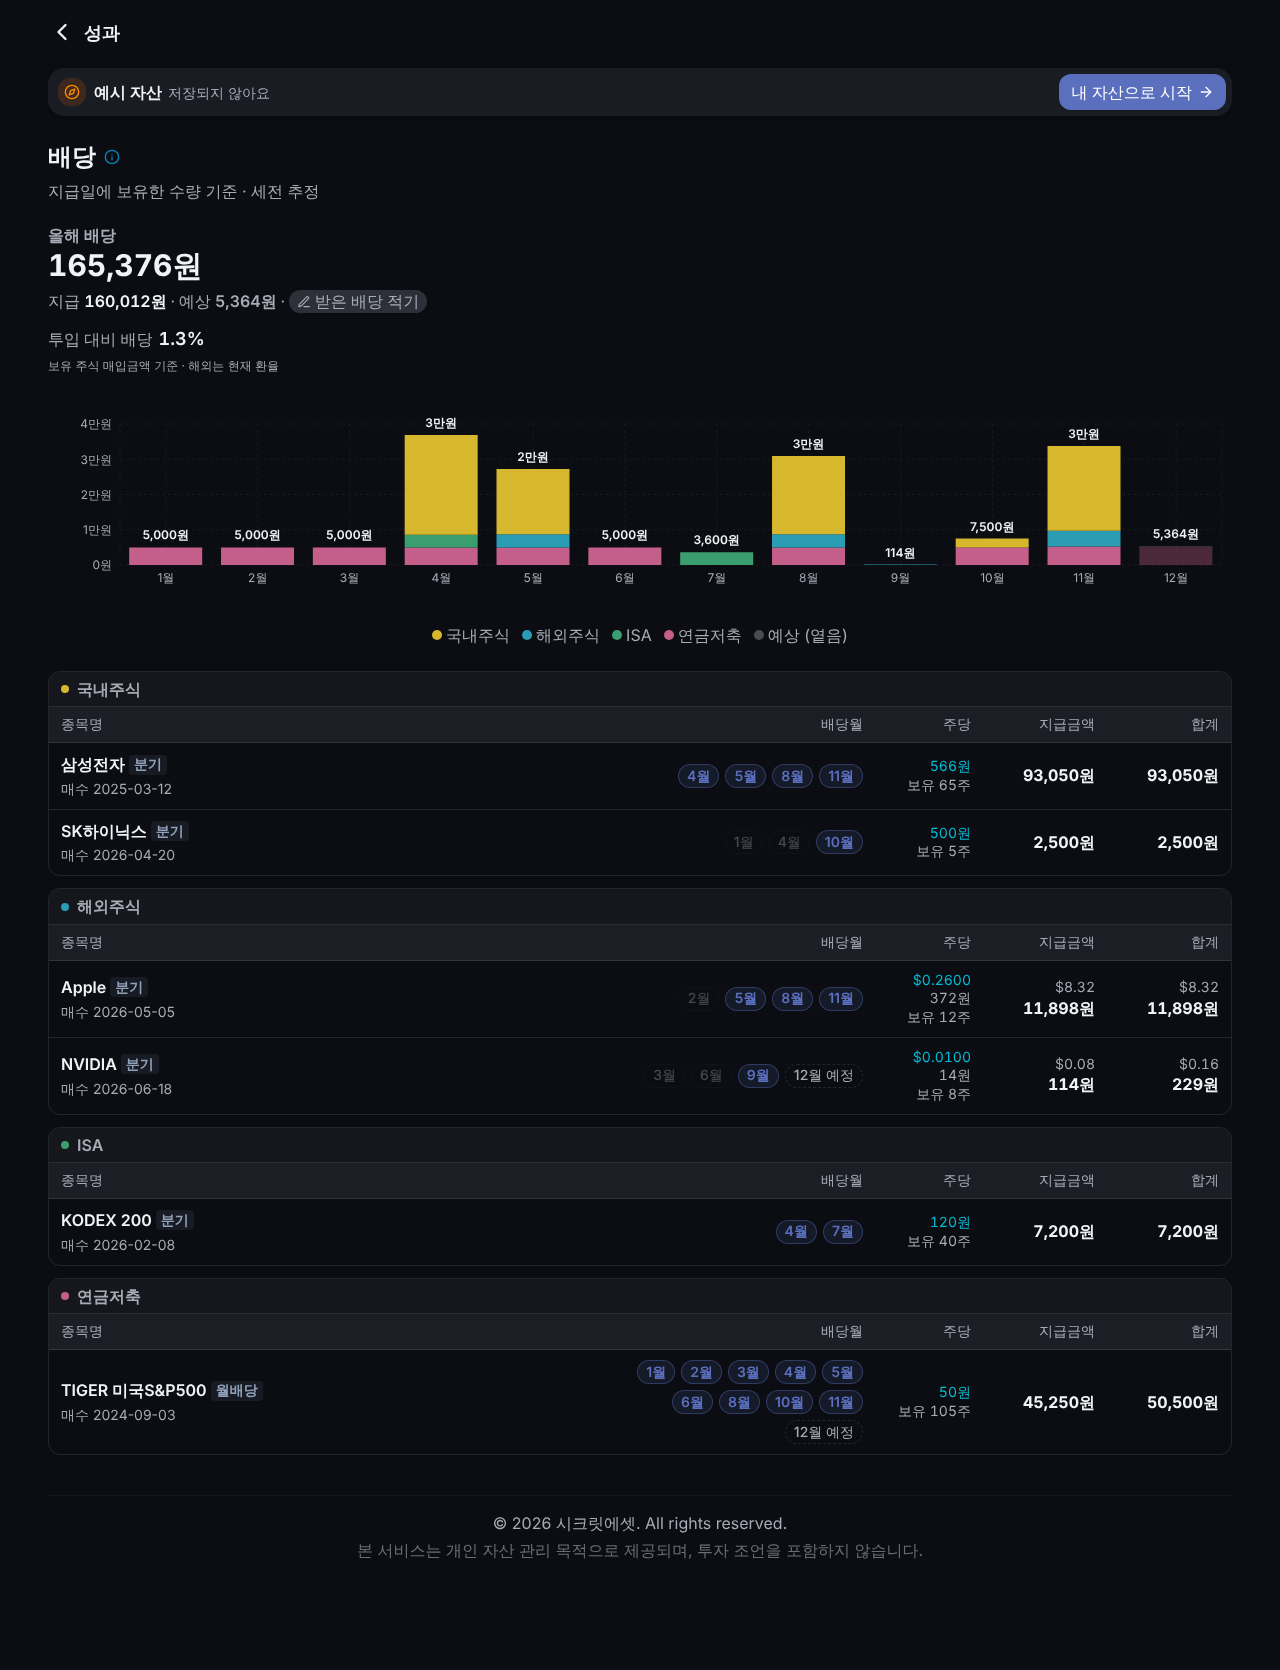 성과
예시 자산 저장되지 않아요
내 자산으로 시작
배당
지급일에 보유한 수량 기준 · 세전 추정
올해 배당
165,376원
지급 160,012원 · 예상 5,364원 · 받은 배당 적기
투입 대비 배당 1.3%
보유 주식 매입금액 기준 · 해외는 현재 환율
4만원
3만원
2만원
1만원
0원
5,000원
5,000원
5,000원
3만원
2만원
5,000원
3,600원
3만원
114원
7,500원
3만원
5,364원
1월 2월 3월 4월 5월 6월 7월 8월 9월 10월 11월 12월
국내주식 해외주식 ISA 연금저축 예상 (옅음)
국내주식
종목명 배당월 주당 지급금액 합계
삼성전자 분기
매수 2025-03-12
4월 5월 8월 11월
566원
보유 65주
93,050원
93,050원
SK하이닉스 분기
매수 2026-04-20
1월 4월 10월
500원
보유 5주
2,500원
2,500원
해외주식
종목명 배당월 주당 지급금액 합계
Apple 분기
매수 2026-05-05
2월 5월 8월 11월
$0.2600
372원
보유 12주
$8.32
11,898원
$8.32
11,898원
NVIDIA 분기
매수 2026-06-18
3월 6월 9월 12월 예정
$0.0100
14원
보유 8주
$0.08
114원
$0.16
229원
ISA
종목명 배당월 주당 지급금액 합계
KODEX 200 분기
매수 2026-02-08
4월 7월
120원
보유 40주
7,200원
7,200원
연금저축
종목명 배당월 주당 지급금액 합계
TIGER 미국S&P500 월배당
매수 2024-09-03
1월 2월 3월 4월 5월
6월 8월 10월 11월
12월 예정
50원
보유 105주
45,250원
50,500원
© 2026 시크릿에셋. All rights reserved.
본 서비스는 개인 자산 관리 목적으로 제공되며, 투자 조언을 포함하지 않습니다.